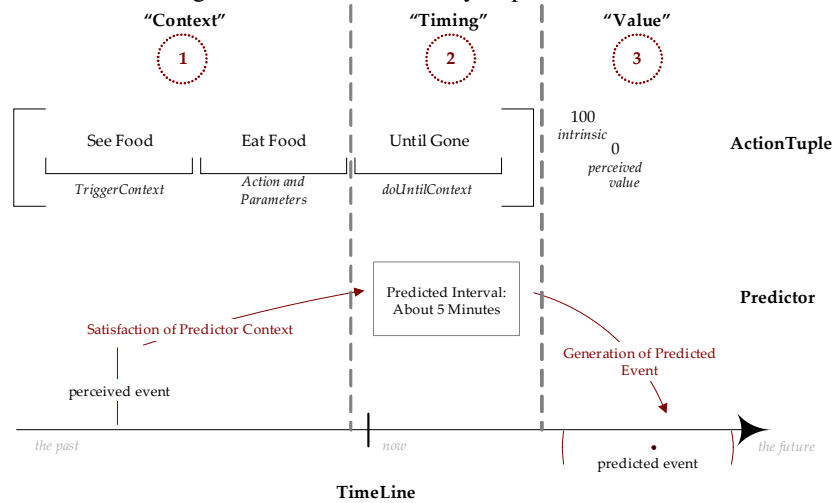 “Context”
“Timing”
“Value”
1
2
3
See Food
Eat Food
Until Gone
100
intrinsic
0
perceived
value
ActionTuple
TriggerContext
Action and
Parameters
doUntilContext
Predicted Interval:
About 5 Minutes
Predictor
Satisfaction of Predictor Context
Generation of Predicted
Event
perceived event
the past
now
the future
predicted event
TimeLine